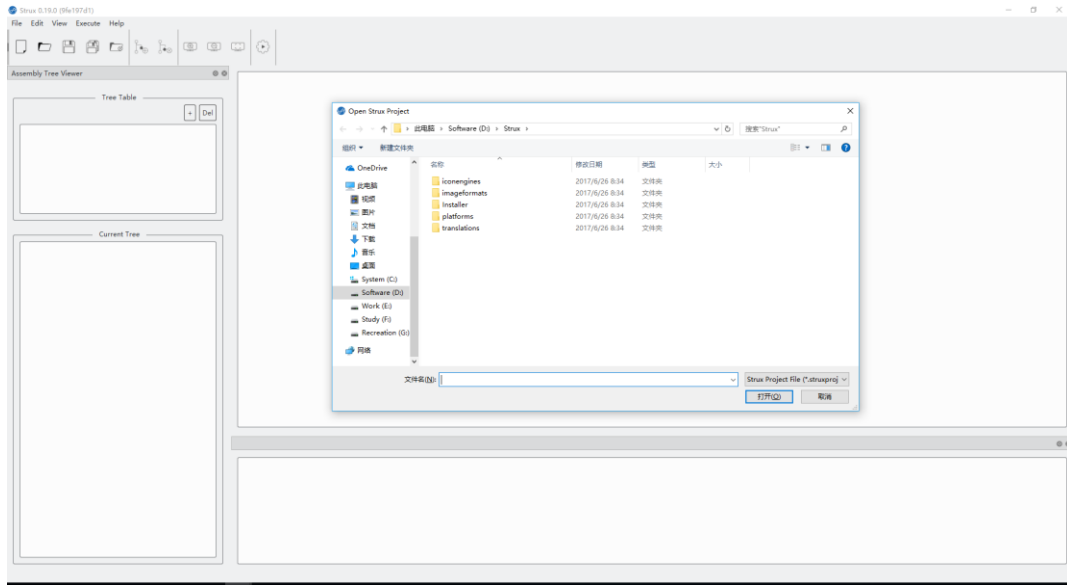 Strux 0.19.0 (9fe197d1)
File Edit View Execute Help
Assembly Tree Viewer
Tree Table
+ Del
Current Tree
Open Strux Project
此电脑 › Software (D:) › Strux ›
搜索"Strux"
组织 新建文件夹
名称 修改日期 类型 大小
OneDrive
此电脑
视频
图片
文档
下载
音乐
桌面
System (C:)
Software (D:)
Work (E:)
Study (F:)
Recreation (G:)
网络
iconengines 2017/6/26 8:34 文件夹
imageformats 2017/6/26 8:34 文件夹
Installer 2017/6/26 8:34 文件夹
platforms 2017/6/26 8:34 文件夹
translations 2017/6/26 8:34 文件夹
文件名(N): Strux Project File (*.struxproj
打开(O) 取消